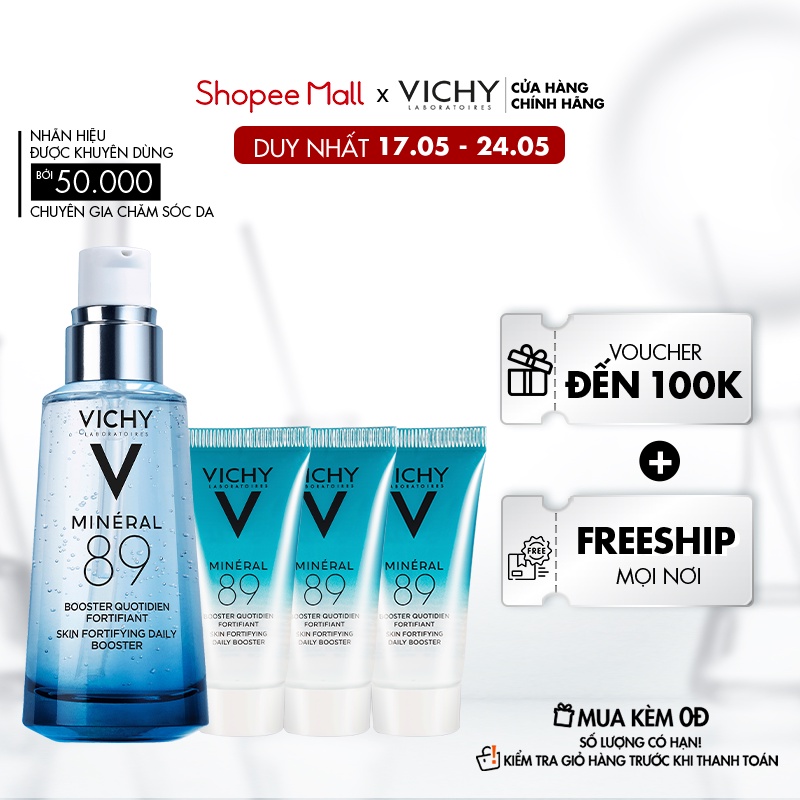 Shopee Mall x VICHY LABORATOIRES CỬA HÀNG
CHÍNH HÃNG
DUY NHẤT 17.05 - 24.05
NHÃN HIỆU
ĐƯỢC KHUYÊN DÙNG
BỞI 50.000
CHUYÊN GIA CHĂM SÓC DA
VICHY
LABORATOIRES
MINÉRAL
89
BOOSTER QUOTIDIEN
FORTIFIANT
SKIN FORTIFYING DAILY
BOOSTER
VICHY
LABORATOIRES
MINÉRAL
89
BOOSTER QUOTIDIEN
FORTIFIANT
SKIN FORTIFYING
DAILY BOOSTER
VICHY
LABORATOIRES
MINÉRAL
89
BOOSTER QUOTIDIEN
FORTIFIANT
SKIN FORTIFYING
DAILY BOOSTER
VICHY
LABORATOIRES
MINÉRAL
89
BOOSTER QUOTIDIEN
FORTIFIANT
SKIN FORTIFYING
DAILY BOOSTER
VOUCHER
ĐẾN 100K
+
FREE
FREESHIP
MỌI NƠI
MUA KÈM 0Đ
SỐ LƯỢNG CÓ HẠN!
KIỂM TRA GIỎ HÀNG TRƯỚC KHI THANH TOÁN